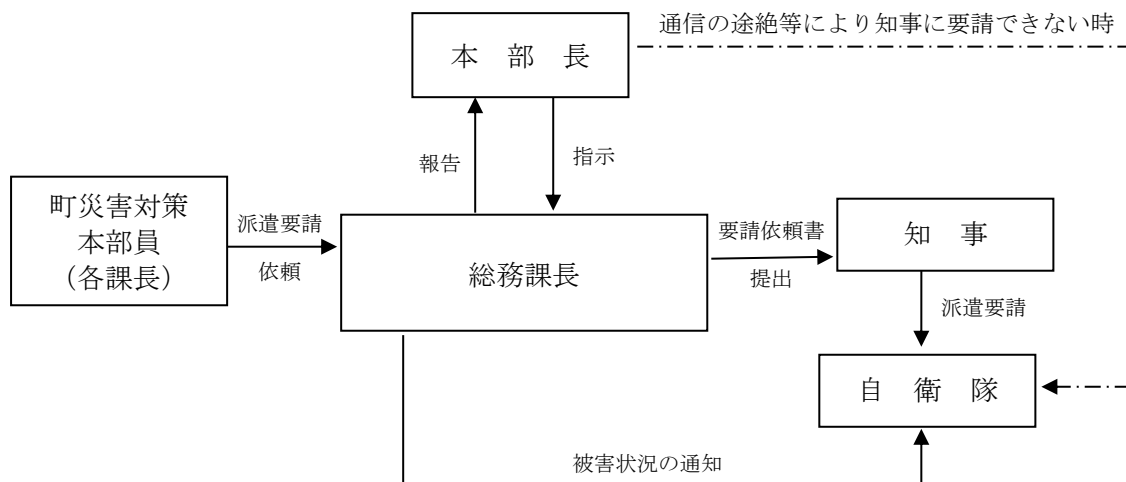 通信の途絶等により知事に要請できない時
本 部 長
報告
指示
町災害対策
本部員
（各課長）
派遣要請
依頼
総務課長
要請依頼書
提出
知 事
派遣要請
自 衛 隊
被害状況の通知